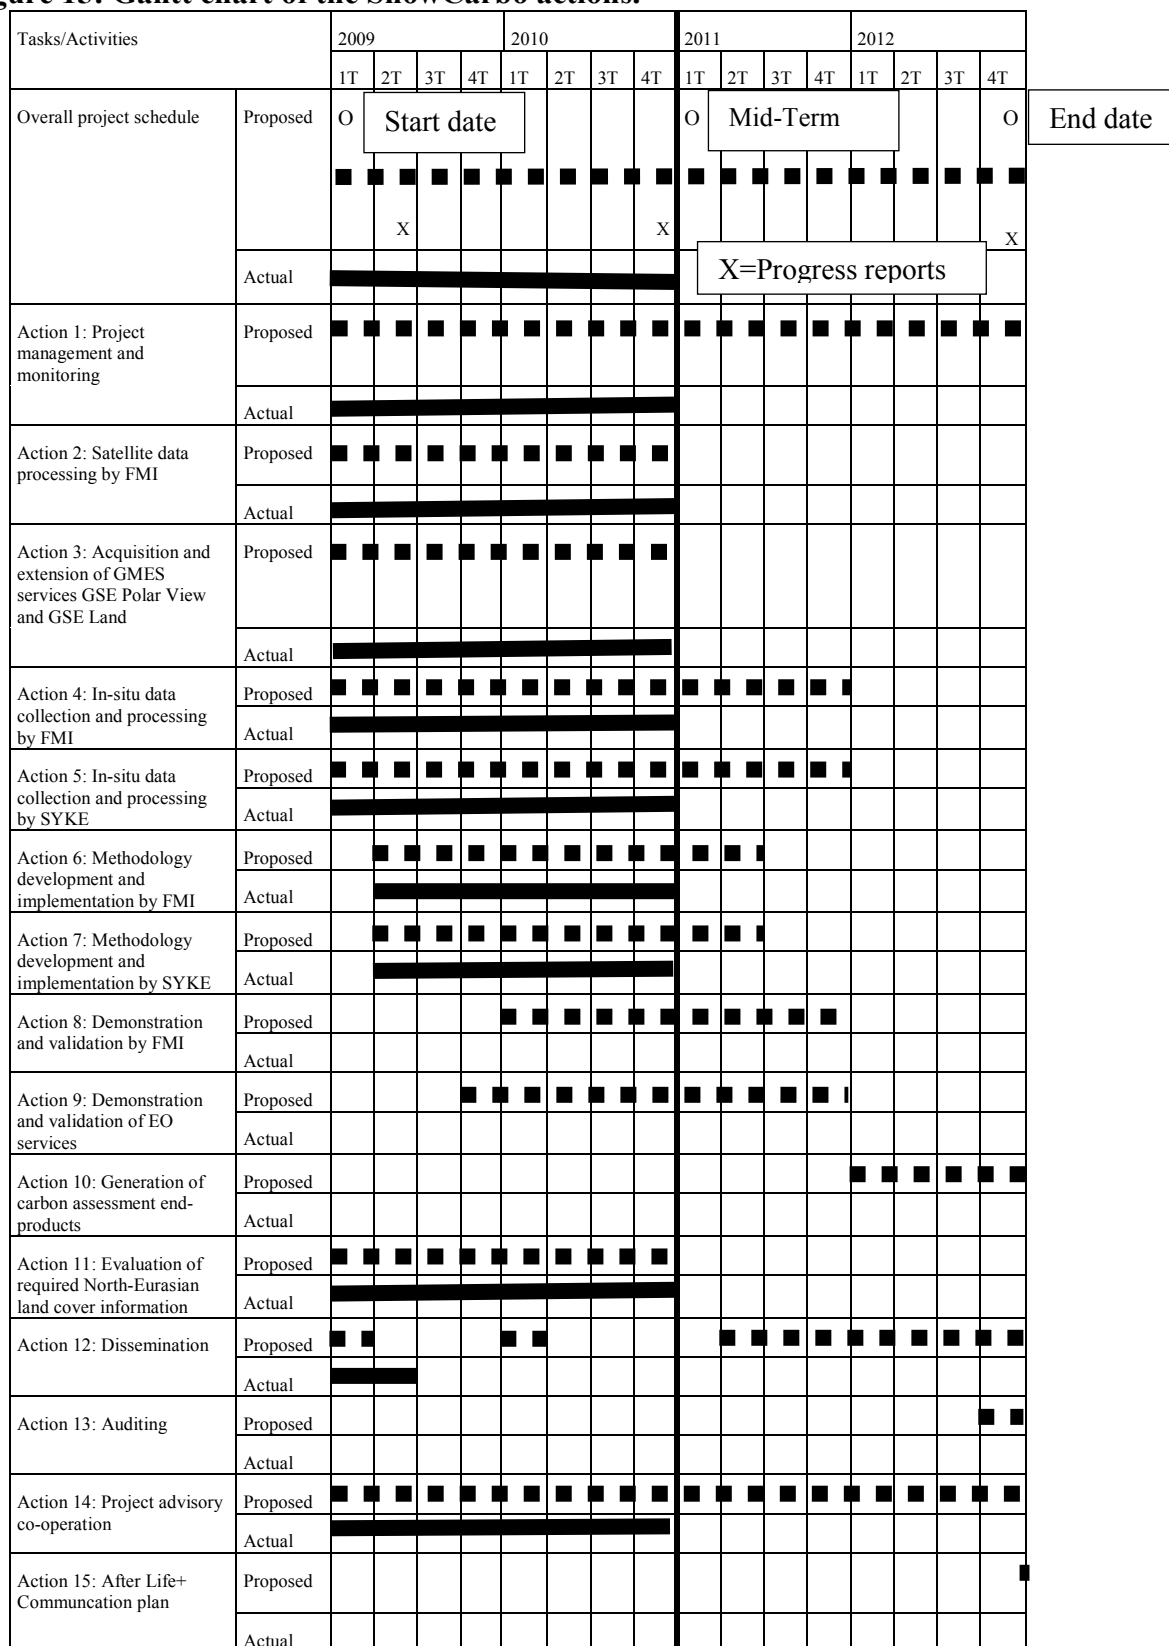 gure 15: Gantt chart of the SnowCarbo actions.
Tasks/Activities 2009 2010 2011 2012
1T 2T 3T 4T 1T 2T 3T 4T 1T 2T 3T 4T 1T 2T 3T 4T
Overall project schedule Proposed O Start date O Mid-Term O End date
X X X
X=Progress reports
Actual
Action 1: Project
management and
monitoring
Proposed
Actual
Action 2: Satellite data
processing by FMI
Proposed
Actual
Action 3: Acquisition and
extension of GMES
services GSE Polar View
and GSE Land
Proposed
Actual
Action 4: In-situ data
collection and processing
by FMI
Proposed
Actual
Action 5: In-situ data
collection and processing
by SYKE
Proposed
Actual
Action 6: Methodology
development and
implementation by FMI
Proposed
Actual
Action 7: Methodology
development and
implementation by SYKE
Proposed
Actual
Action 8: Demonstration
and validation by FMI
Proposed
Actual
Action 9: Demonstration
and validation of EO
services
Proposed
Actual
Action 10: Generation of
carbon assessment end-
products
Proposed
Actual
Action 11: Evaluation of
required North-Eurasian
land cover information
Proposed
Actual
Action 12: Dissemination
Proposed
Actual
Action 13: Auditing
Proposed
Actual
Action 14: Project advisory
co-operation
Proposed
Actual
Action 15: After Life+
Communcation plan
Proposed
Actual